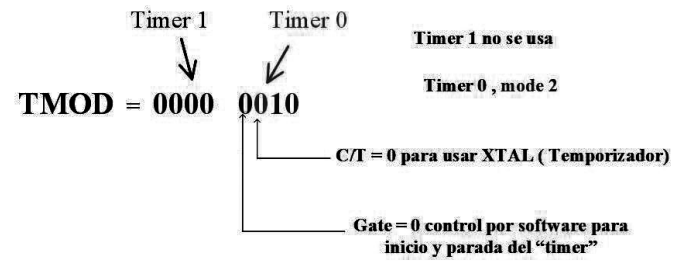 Timer 1 Timer 0
Timer 1 no se usa
Timer 0 , mode 2
TMOD = 0000 0010
C/T = 0 para usar XTAL ( Temporizador)
Gate = 0 control por software para
inicio y parada del “timer”